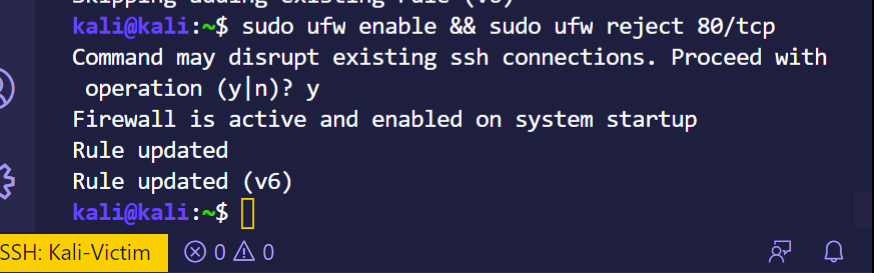 Skipping adding existing rule (v6)
kali@kali:~$ sudo ufw enable && sudo ufw reject 80/tcp
Command may disrupt existing ssh connections. Proceed with
 operation (y|n)? y
Firewall is active and enabled on system startup
Rule updated
Rule updated (v6)
kali@kali:~$
SSH: Kali-Victim 0 0